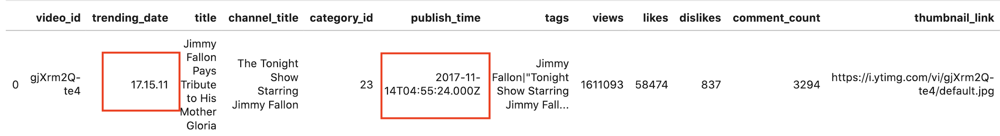 video_id trending_date title channel_title category_id publish_time tags views likes dislikes comment_count thumbnail_link
0
gjXrm2Q-
te4
17.15.11
Jimmy
Fallon
Pays
Tribute
to His
Mother
Gloria
The Tonight
Show
Starring
Jimmy Fallon
23
2017-11-
14T04:55:24.000Z
Jimmy
Fallon|"Tonight
Show Starring
Jimmy Fall...
1611093
58474
837
3294
https://i.ytimg.com/vi/gjXrm2Q-
te4/default.jpg